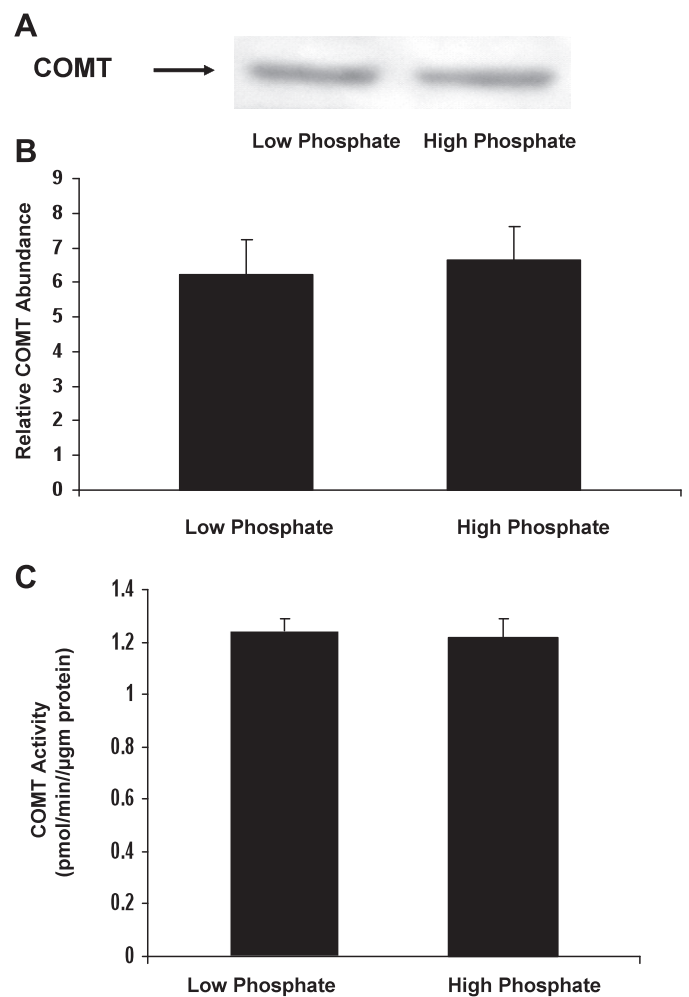 A
COMT
Low Phosphate High Phosphate
B
9
8
7
6
5
4
3
2
1
0
Relative COMT Abundance
Low Phosphate High Phosphate
C
1.4
1.2
1
0.8
0.6
0.4
0.2
0
COMT Activity
(pmol/min//µgm protein)
Low Phosphate High Phosphate